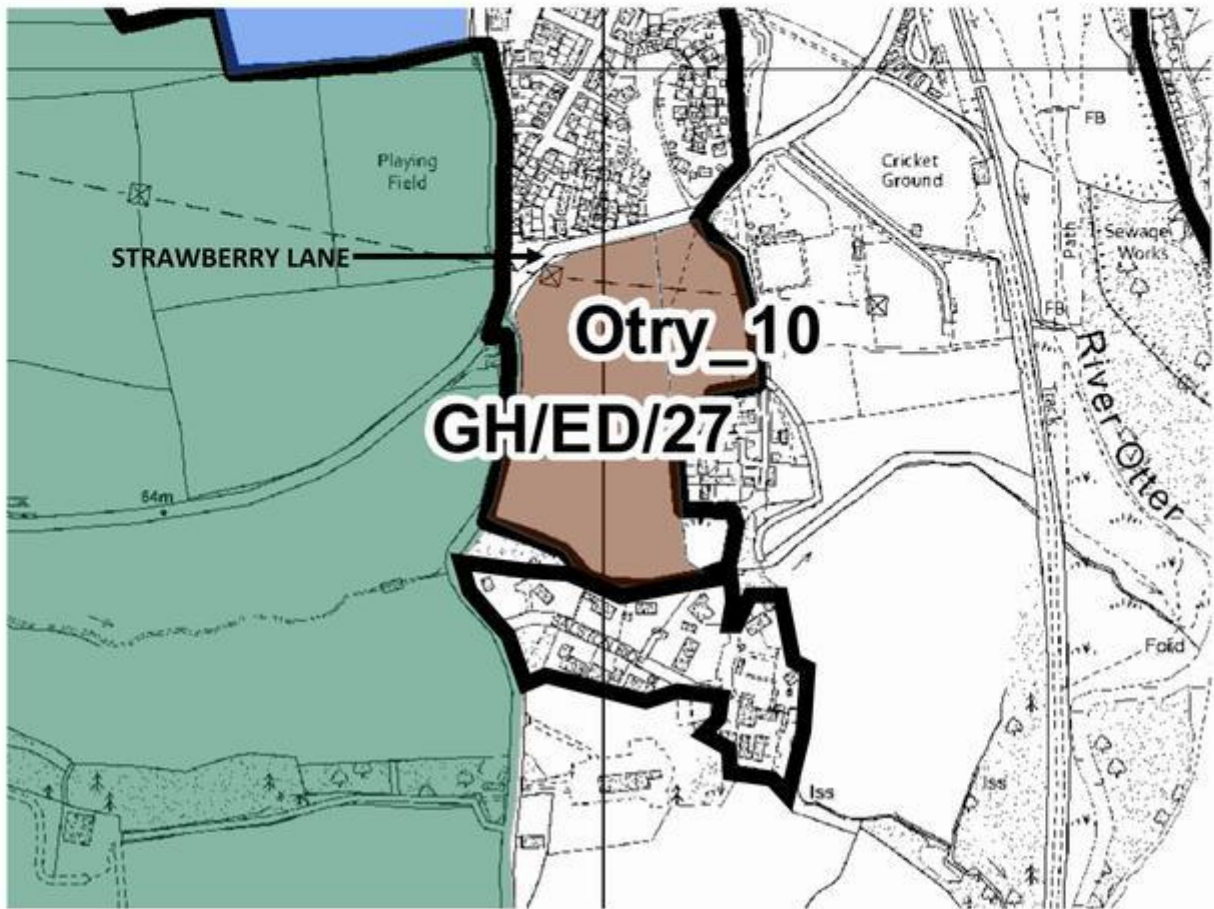 Playing
Field
Cricket
Ground
FB
Path
Sewage
Works
STRAWBERRY LANE
FB
Otry_10
River Otter
Track
GH/ED/27
64m
Foild
Iss
Iss